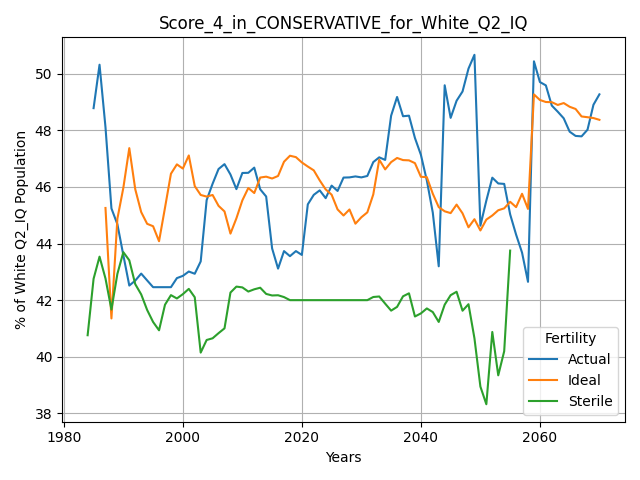 Score_4_in_CONSERVATIVE_for_White_Q2_IQ
% of White Q2_IQ Population
50
48
46
44
42
40
38
1980
2000
2020
2040
2060
Years
Fertility
Actual
Ideal
Sterile